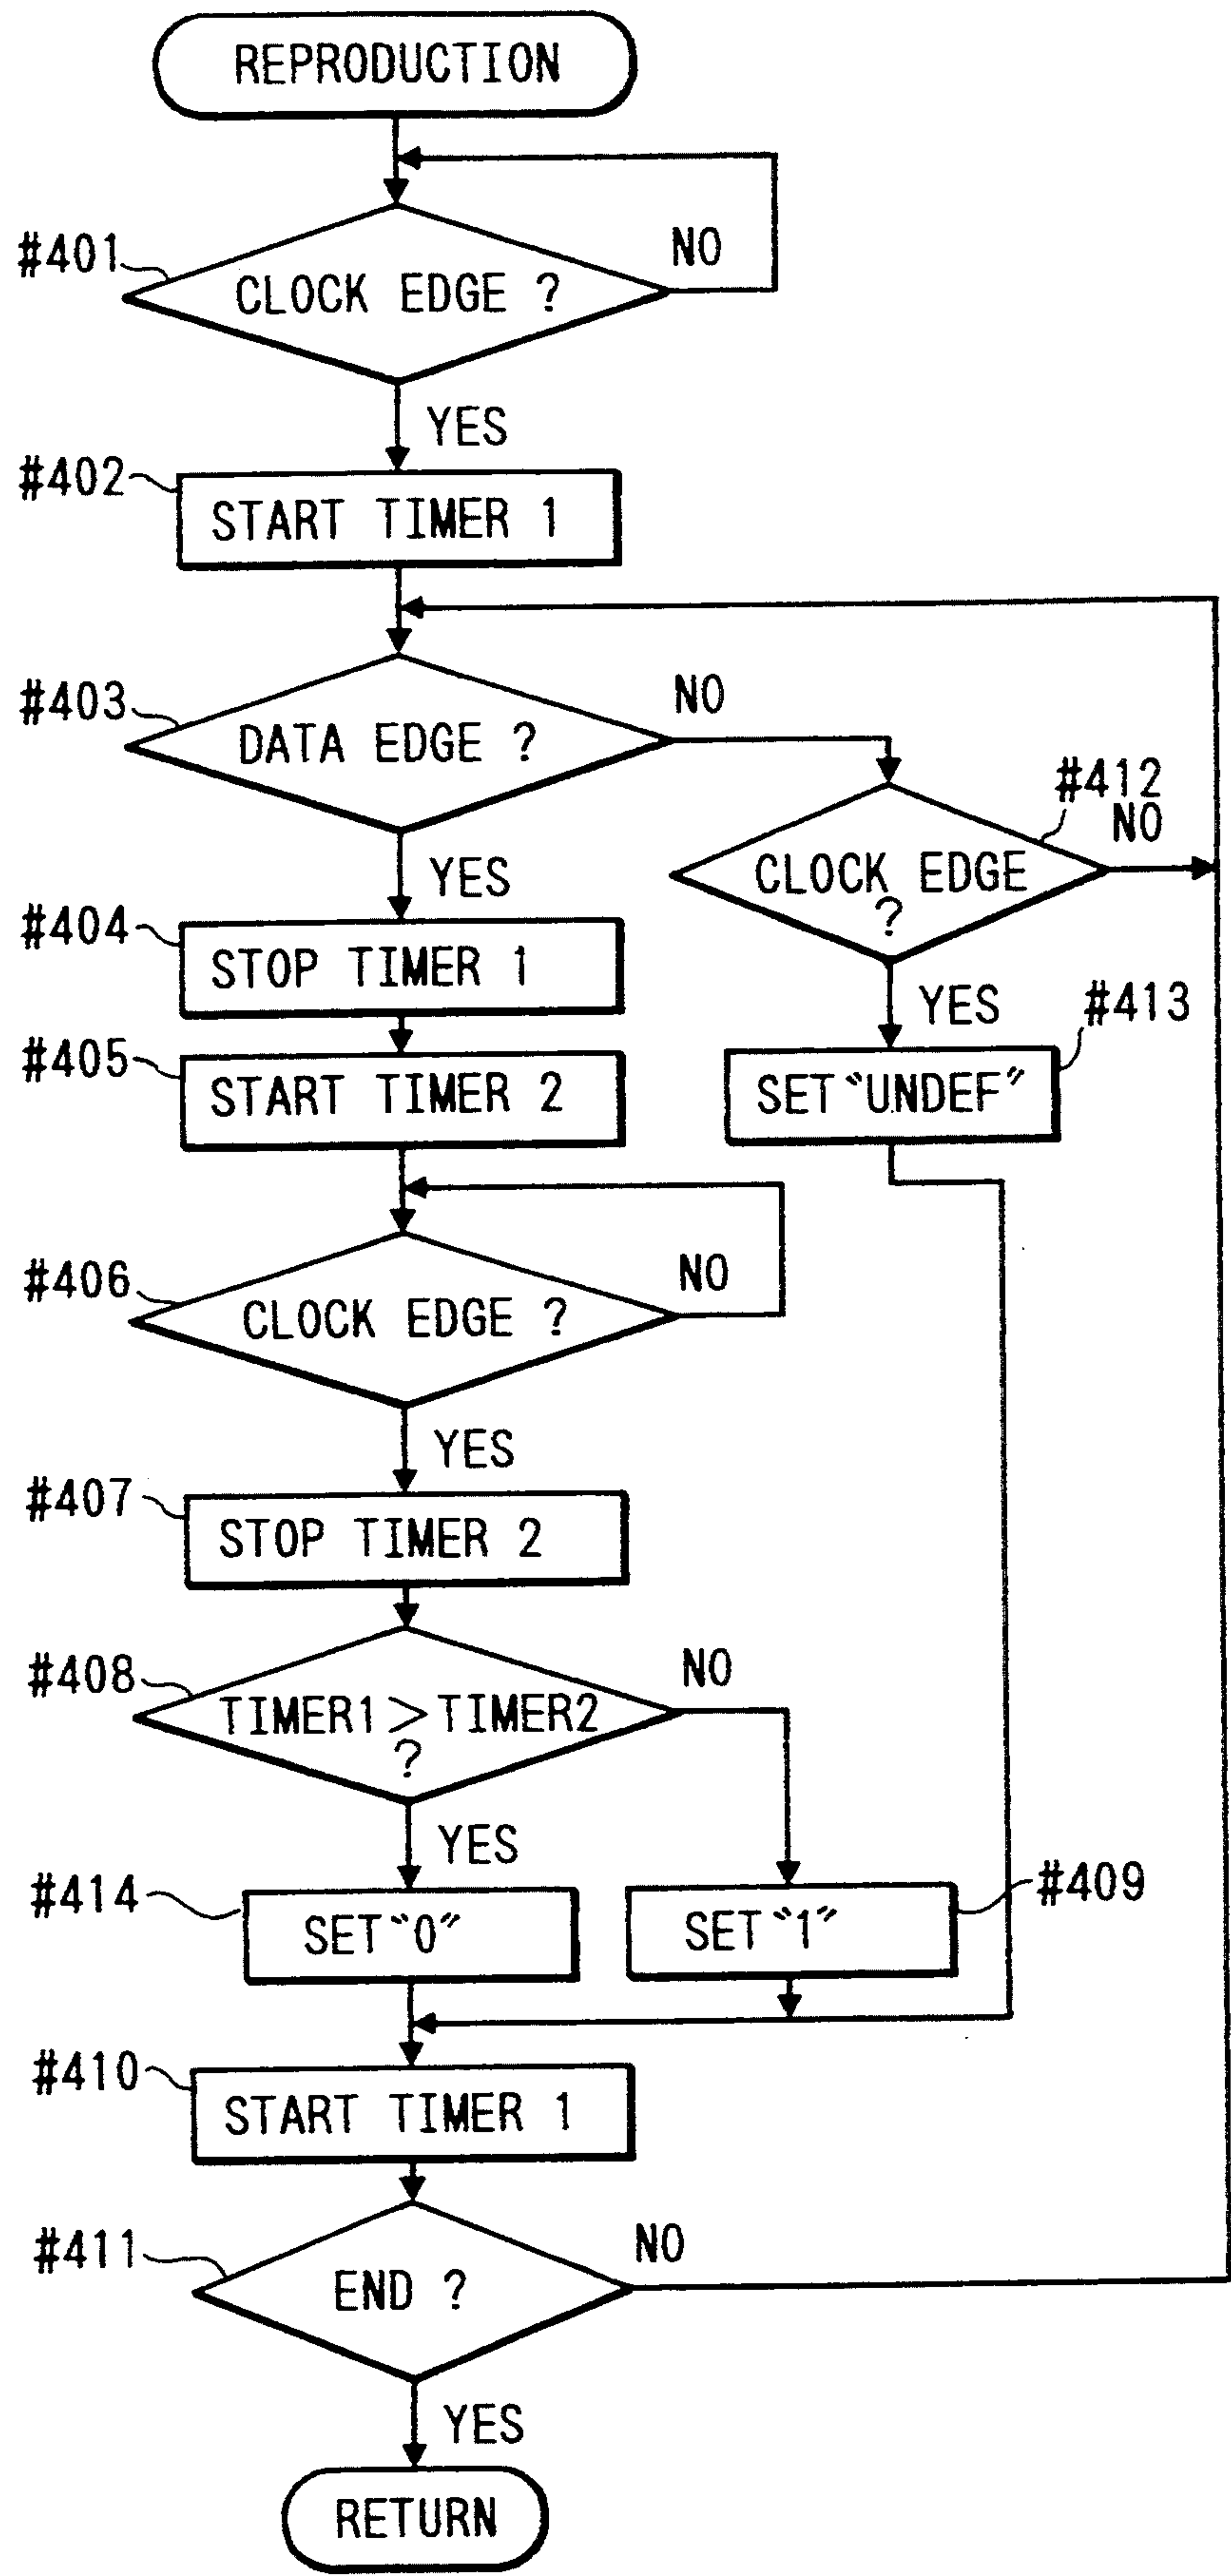 REPRODUCTION
#401
CLOCK EDGE ?
NO
YES
#402
START TIMER 1
#403
DATA EDGE ?
NO
#412
NO
CLOCK EDGE
?
YES
#404
STOP TIMER 1
YES
#413
#405
START TIMER 2
SET "UNDEF"
#406
CLOCK EDGE ?
NO
YES
#407
STOP TIMER 2
#408
TIMER1 > TIMER2
?
NO
YES
#414
SET "0"
SET "1"
#409
#410
START TIMER 1
#411
END ?
NO
YES
RETURN